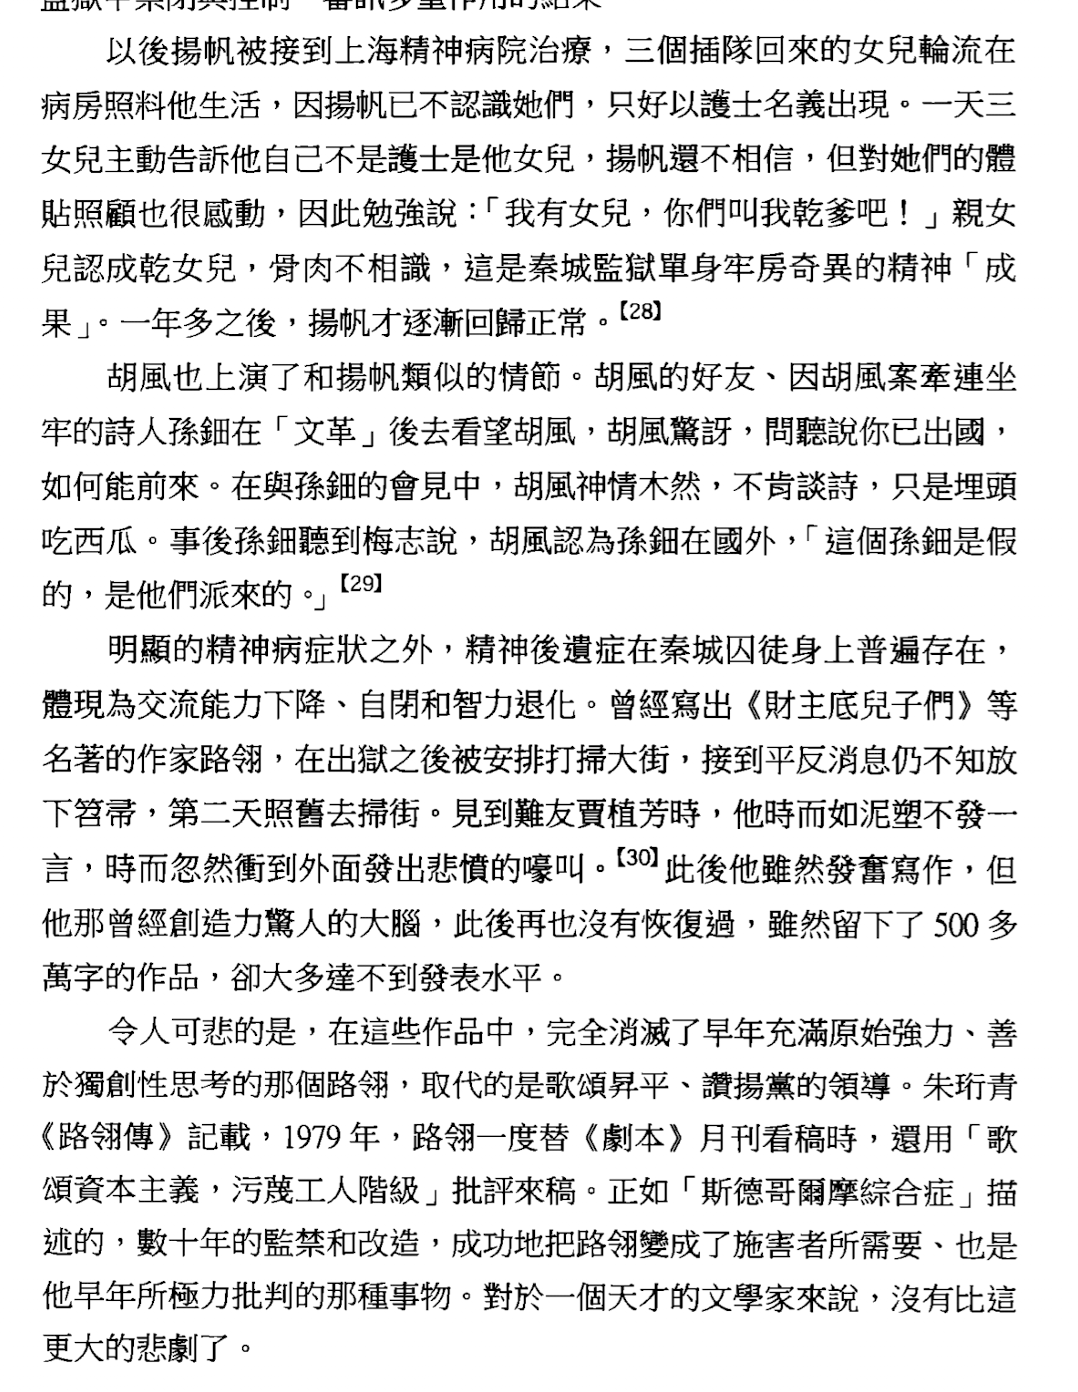 以後揚帆被接到上海精神病院治療，三個插隊回來的女兒輪流在
病房照料他生活，因揚帆已不認識她們，只好以護士名義出現。一天三
女兒主動告訴他自己不是護士是他女兒，揚帆還不相信，但對她們的體
貼照顧也很感動，因此勉強說：「我有女兒，你們叫我乾爹吧！」親女
兒認成乾女兒，骨肉不相識，這是秦城監獄單身牢房奇異的精神「成
果」。一年多之後，揚帆才逐漸回歸正常。【28】
胡風也上演了和揚帆類似的情節。胡風的好友、因胡風案牽連坐
牢的詩人孫鈿在「文革」後去看望胡風，胡風驚訝，問聽說你已出國，
如何能前來。在與孫鈿的會見中，胡風神情木然，不肯談詩，只是埋頭
吃西瓜。事後孫鈿聽到梅志說，胡風認為孫鈿在國外，「這個孫鈿是假
的，是他們派來的。」【29】
明顯的精神病症狀之外，精神後遺症在秦城囚徒身上普遍存在，
體現為交流能力下降、自閉和智力退化。曾經寫出《財主底兒子們》等
名著的作家路翎，在出獄之後被安排打掃大街，接到平反消息仍不知放
下笤帚，第二天照舊去掃街。見到難友賈植芳時，他時而如泥塑不發一
言，時而忽然衝到外面發出悲憤的嚎叫。【30】此後他雖然發奮寫作，但
他那曾經創造力驚人的大腦，此後再也沒有恢復過，雖然留下了 500 多
萬字的作品，卻大多達不到發表水平。
令人可悲的是，在這些作品中，完全消滅了早年充滿原始強力、善
於獨創性思考的那個路翎，取代的是歌頌昇平、讚揚黨的領導。朱珩青
《路翎傳》記載，1979 年，路翎一度替《劇本》月刊看稿時，還用「歌
頌資本主義，污蔑工人階級」批評來稿。正如「斯德哥爾摩綜合症」描
述的，數十年的監禁和改造，成功地把路翎變成了施害者所需要、也是
他早年所極力批判的那種事物。對於一個天才的文學家來說，沒有比這
更大的悲劇了。